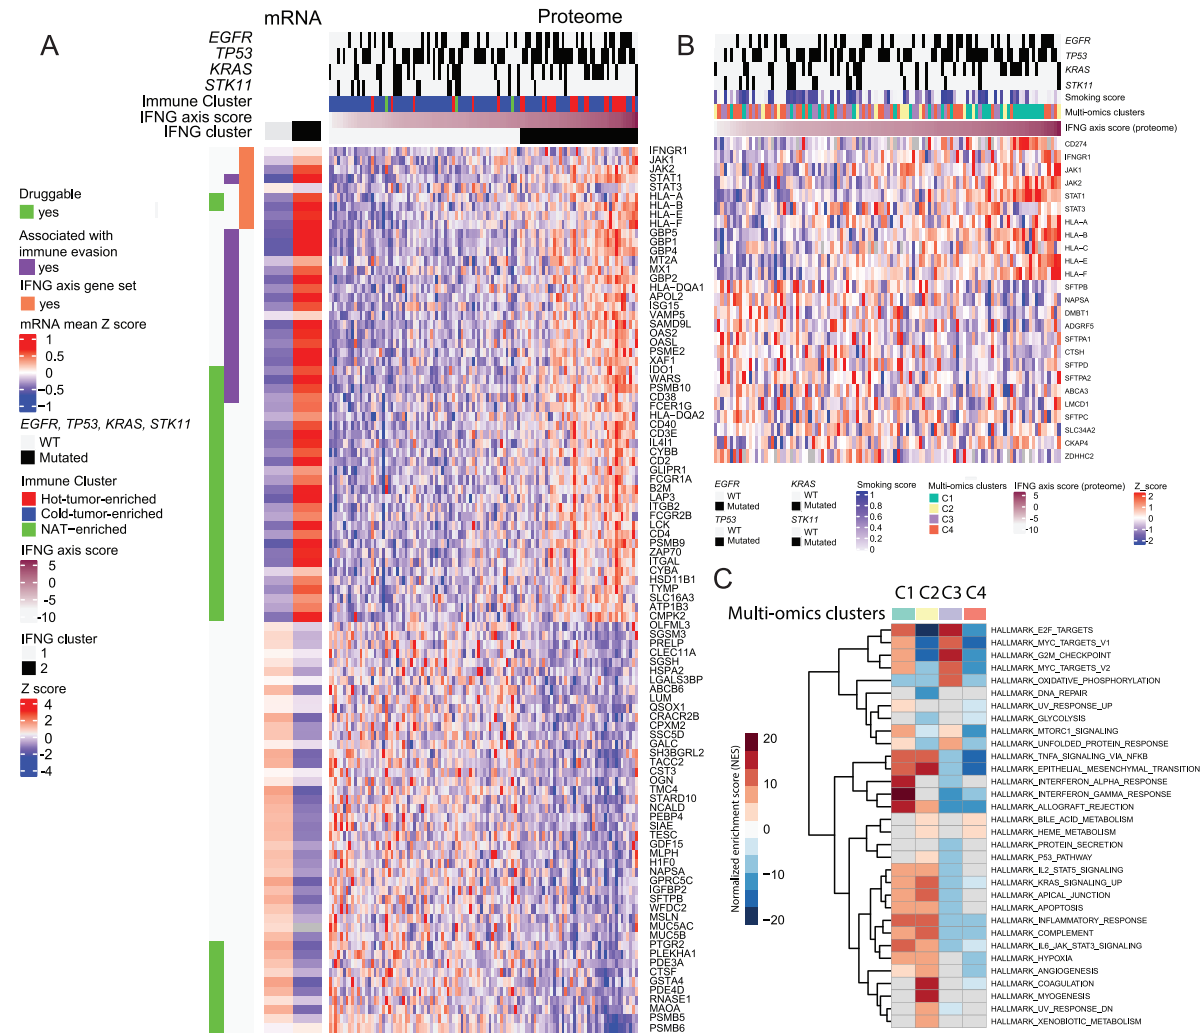 A
mRNA
Proteome
EGFR
TP53
KRAS
STK11
Immune Cluster
IFNG axis score
IFNG cluster
Druggable
yes
Associated with
immune evasion
yes
IFNG axis gene set
yes
mRNA mean Z score
1
0.5
0
−0.5
−1
EGFR, TP53, KRAS, STK11
WT
Mutated
Immune Cluster
Hot-tumor-enriched
Cold-tumor-enriched
NAT-enriched
IFNG axis score
5
0
−5
−10
IFNG cluster
1
2
Z score
4
2
0
−2
−4
IFNGR1
JAK1
JAK2
STAT1
STAT3
HLA−A
HLA−B
HLA−E
HLA−F
GBP5
GBP1
GBP4
MT2A
MX1
GBP2
HLA−DQA1
APOL2
ISG15
VAMP5
SAMD9L
OAS2
OASL
PSME2
XAF1
IDO1
WARS
PSMB10
CD38
FCER1G
HLA−DQA2
CD40
CD3E
IL4I1
CYBB
CD2
GLIPR1
FCGR1A
B2M
LAP3
ITGB2
FCGR2B
LCK
CD4
PSMB9
ZAP70
ITGAL
CYBA
HSD11B1
TYMP
SLC16A3
ATP1B3
CMPK2
OLFML3
SGSM3
PRELP
CLEC11A
SGSH
HSPA2
LGALS3BP
ABCB6
LUM
QSOX1
CRACR2B
CPXM2
SSC5D
GALC
SH3BGRL2
TACC2
CST3
OGN
TMC4
STARD10
NCALD
PEBP4
SIAE
TESC
GDF15
MLPH
H1F0
NAPSA
GPRC5C
IGFBP2
SFTPB
WFDC2
MSLN
MUC5AC
MUC5B
PTGR2
PLEKHA1
PDE3A
CTSF
GSTA4
PDE4D
RNASE1
MAOA
PSMB5
PSMB6
B
EGFR
TP53
KRAS
STK11
Smoking score
Multi-omics clusters
IFNG axis score (proteome)
CD274
IFNGR1
JAK1
JAK2
STAT1
STAT3
HLA−A
HLA−B
HLA−C
HLA−E
HLA−F
SFTPB
NAPSA
DMBT1
ADGRF5
SFTPA1
CTSH
SFTPD
SFTPA2
ABCA3
LMCD1
SFTPC
SLC34A2
CKAP4
ZDHHC2
EGFR
WT
Mutated
TP53
WT
Mutated
KRAS
WT
Mutated
STK11
WT
Mutated
Smoking score
1
0.8
0.6
0.4
0.2
0
Multi-omics clusters
C1
C2
C3
C4
IFNG axis score (proteome)
5
0
−5
−10
Z_score
2
1
0
−1
−2
C
C1 C2 C3 C4
Multi-omics clusters
HALLMARK_E2F_TARGETS
HALLMARK_MYC_TARGETS_V1
HALLMARK_G2M_CHECKPOINT
HALLMARK_MYC_TARGETS_V2
HALLMARK_OXIDATIVE_PHOSPHORYLATION
HALLMARK_DNA_REPAIR
HALLMARK_UV_RESPONSE_UP
HALLMARK_GLYCOLYSIS
HALLMARK_MTORC1_SIGNALING
HALLMARK_UNFOLDED_PROTEIN_RESPONSE
HALLMARK_TNFA_SIGNALING_VIA_NFKB
HALLMARK_EPITHELIAL_MESENCHYMAL_TRANSITION
HALLMARK_INTERFERON_ALPHA_RESPONSE
HALLMARK_INTERFERON_GAMMA_RESPONSE
HALLMARK_ALLOGRAFT_REJECTION
HALLMARK_BILE_ACID_METABOLISM
HALLMARK_HEME_METABOLISM
HALLMARK_PROTEIN_SECRETION
HALLMARK_P53_PATHWAY
HALLMARK_IL2_STAT5_SIGNALING
HALLMARK_KRAS_SIGNALING_UP
HALLMARK_APICAL_JUNCTION
HALLMARK_APOPTOSIS
HALLMARK_INFLAMMATORY_RESPONSE
HALLMARK_COMPLEMENT
HALLMARK_IL6_JAK_STAT3_SIGNALING
HALLMARK_HYPOXIA
HALLMARK_ANGIOGENESIS
HALLMARK_COAGULATION
HALLMARK_MYOGENESIS
HALLMARK_UV_RESPONSE_DN
HALLMARK_XENOBIOTIC_METABOLISM
Normalized enrichment score (NES)
20
10
0
−10
−20